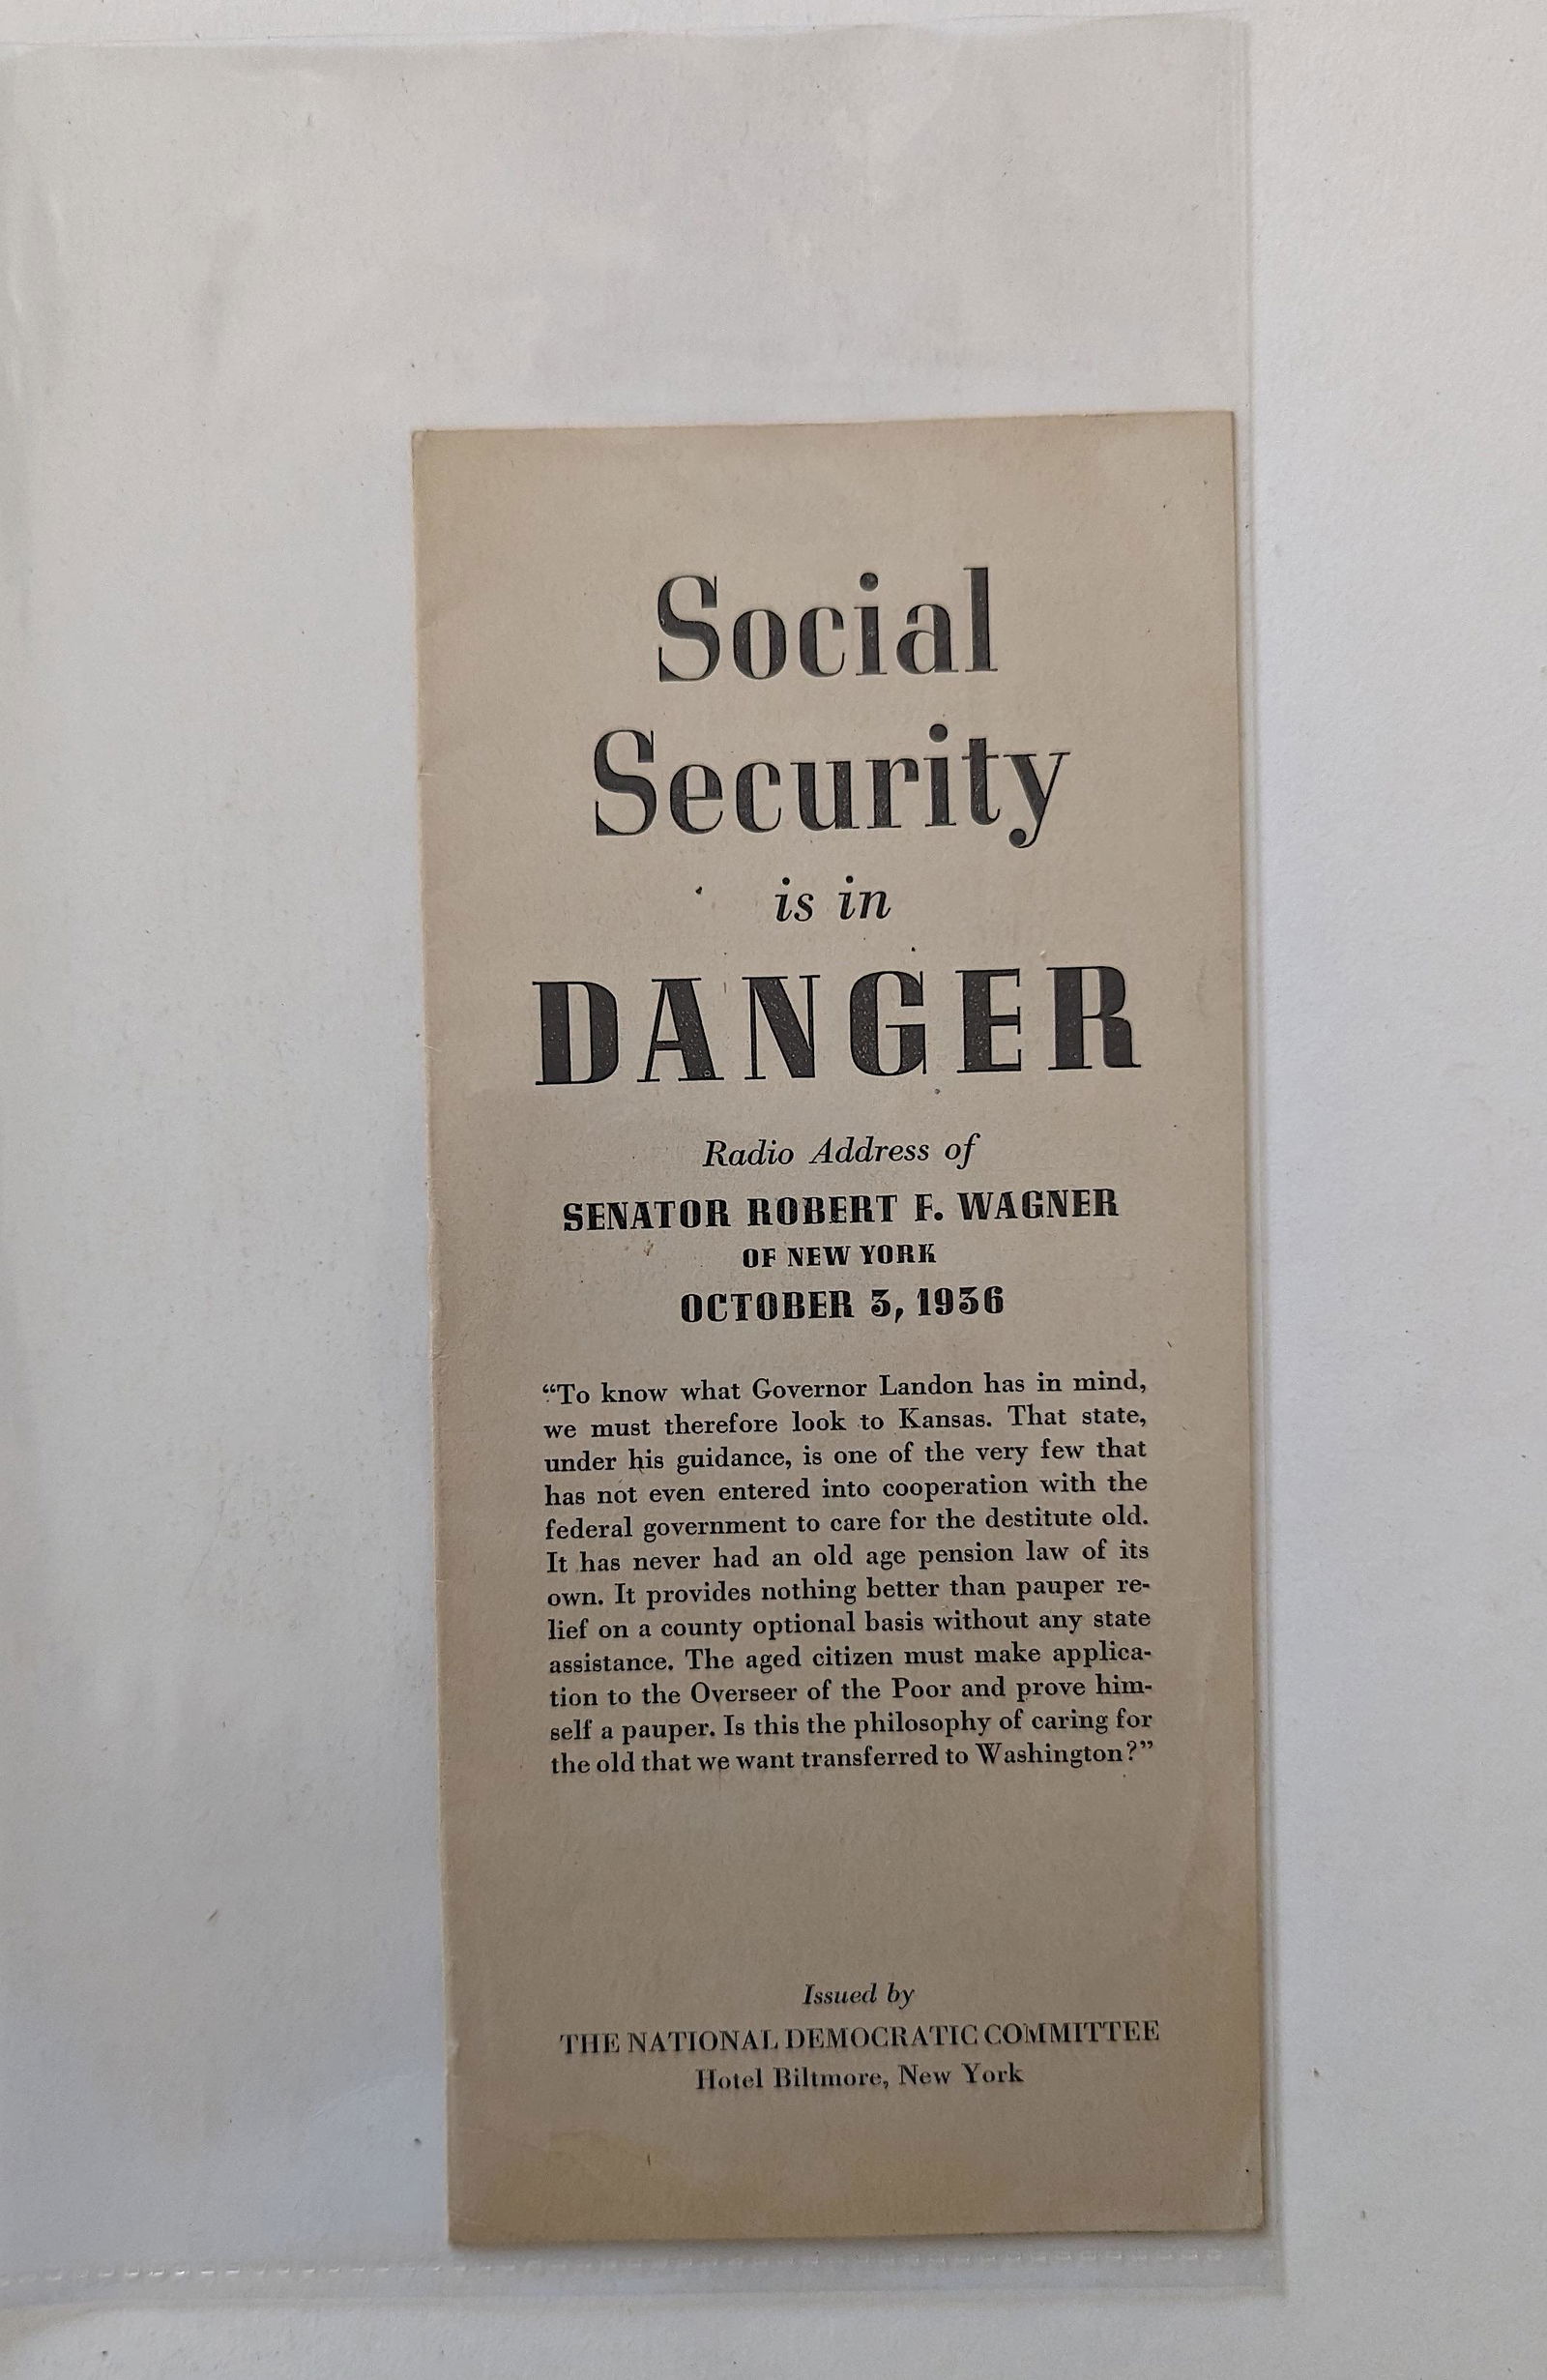 Social
Security
is in
DANGER
Radio Address of
SENATOR ROBERT F. WAGNER
OF NEW YORK
OCTOBER 3, 1936
“To know what Governor Landon has in mind,
we must therefore look to Kansas. That state,
under his guidance, is one of the very few that
has not even entered into cooperation with the
federal government to care for the destitute old.
It has never had an old age pension law of its
own. It provides nothing better than pauper re-
lief on a county optional basis without any state
assistance. The aged citizen must make applica-
tion to the Overseer of the Poor and prove him-
self a pauper. Is this the philosophy of caring for
the old that we want transferred to Washington?”
Issued by
THE NATIONAL DEMOCRATIC COMMITTEE
Hotel Biltmore, New York